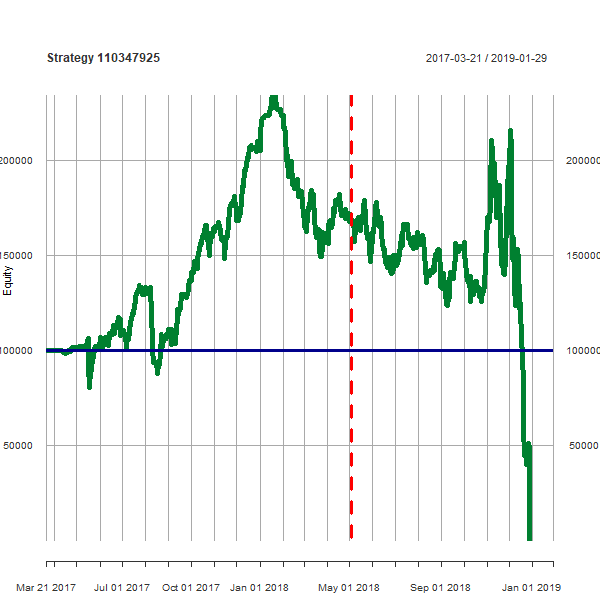 Strategy 110347925
2017-03-21 / 2019-01-29
200000
200000
150000
150000
Equity
100000
100000
50000
50000
Mar 21 2017
Jul 01 2017
Oct 01 2017
Jan 01 2018
May 01 2018
Sep 01 2018
Jan 01 2019